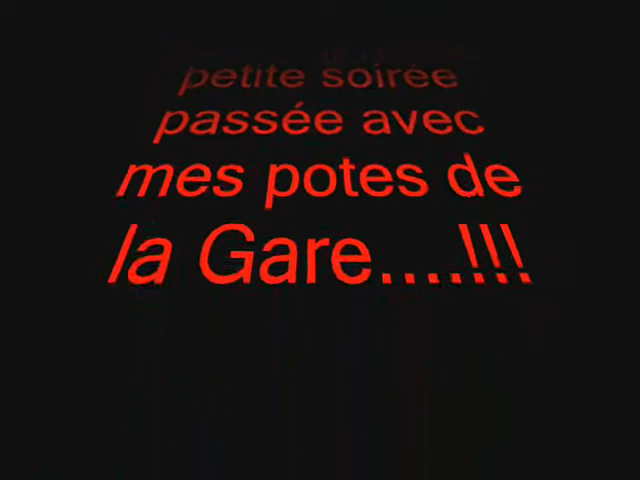 petite soirée
passée avec
mes potes de
la Gare....!!!